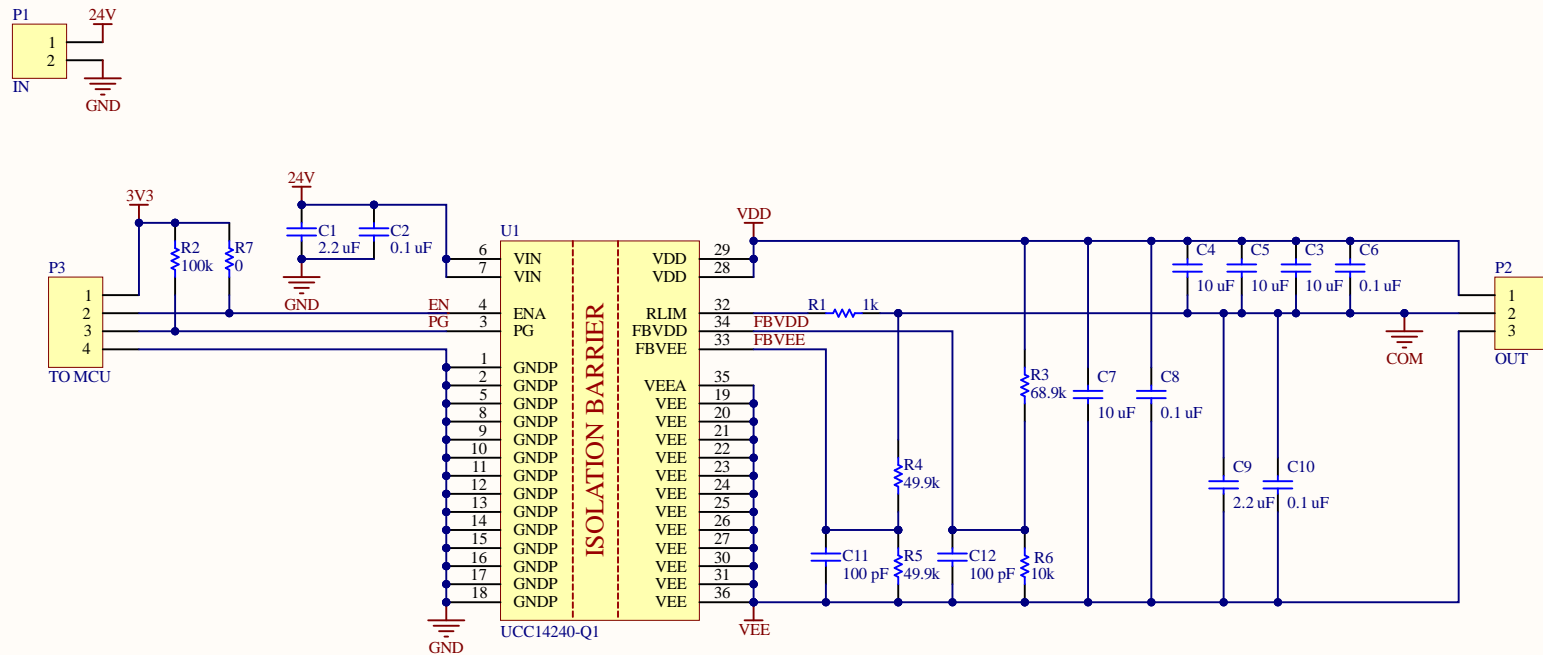 P1
24V
1
2
IN
GND
24V
3V3
VDD
R2
100k
R7
0
C1
2.2 uF
C2
0.1 uF
GND
U1
P3
1
2
3
4
TO MCU
EN
PG
6 VIN
7 VIN
4 ENA
3 PG
1 GNDP
2 GNDP
5 GNDP
8 GNDP
9 GNDP
10 GNDP
11 GNDP
12 GNDP
13 GNDP
14 GNDP
15 GNDP
16 GNDP
17 GNDP
18 GNDP
GND
ISOLATION BARRIER
VDD 29
VDD 28
RLIM 32
FBVDD 34
FBVEE 33
VEEA 35
VEE 19
VEE 20
VEE 21
VEE 22
VEE 23
VEE 24
VEE 25
VEE 26
VEE 27
VEE 30
VEE 31
VEE 36
UCC14240-Q1
VEE
R1 1k
FBVDD
FBVEE
C4
10 uF
C5
10 uF
C3
10 uF
C6
0.1 uF
P2
1
2
3
OUT
COM
R3
68.9k
C7
10 uF
C8
0.1 uF
R4
49.9k
C9
2.2 uF
C10
0.1 uF
C11
100 pF
R5
49.9k
C12
100 pF
R6
10k